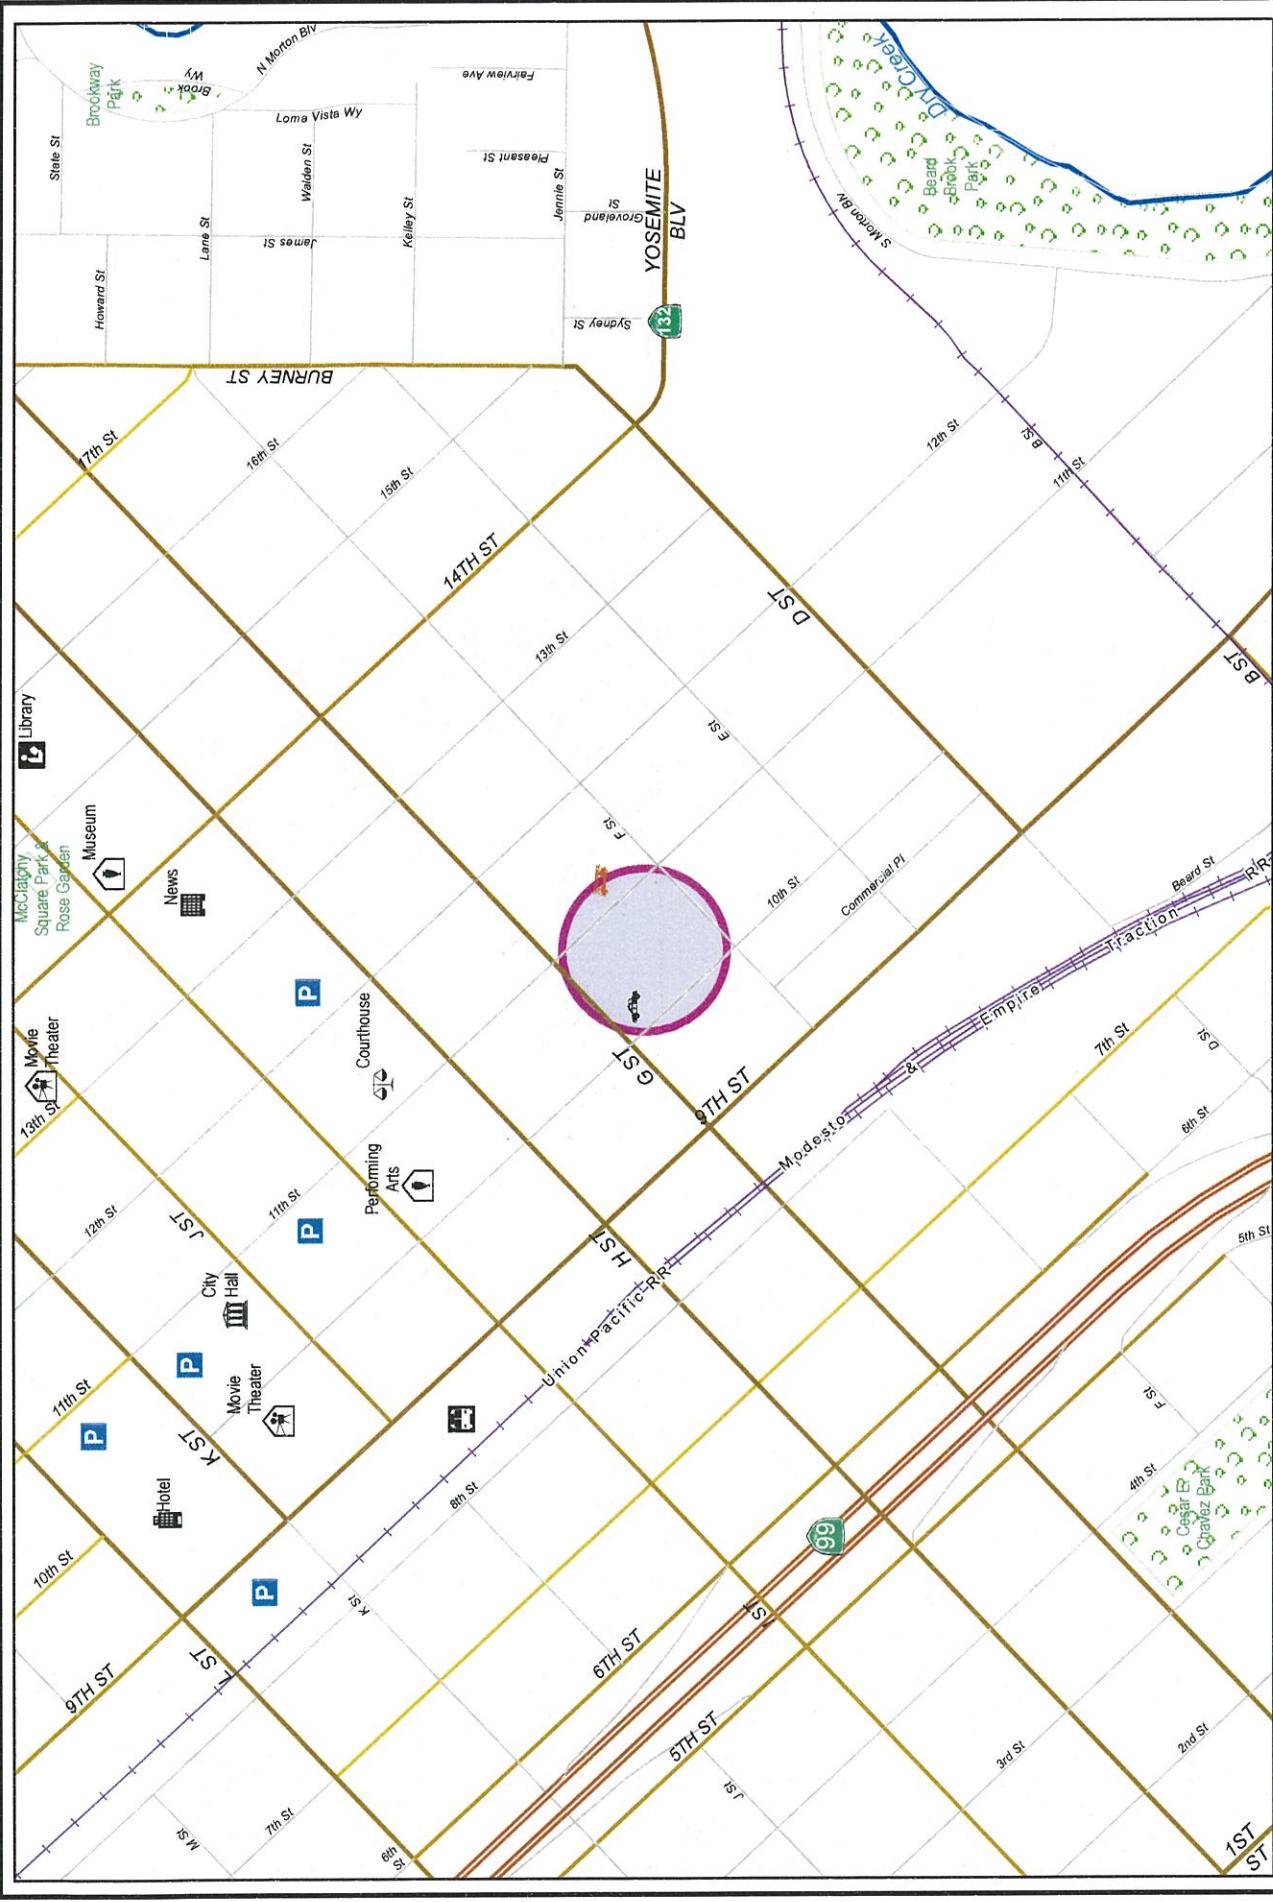 N Morton Blv
Brookway
Park
Brook
Wy
State St
Loma Vista Wy
Fairview Ave
Walden St
Pleasant St
Lane St
James St
Kelley St
Jennie St
Groveland
St
Howard St
Sydney St
YOSEMITE
BLV
132
Dry Creek
Beard
Brook
Park
S Morton Blv
BURNEY ST
17th St
16th St
15th St
14TH ST
13th St
12th St
B St
11th St
D ST
B ST
E St
F St
10th St
Commercial Pl
Beard St
Library
McClatchy
Square Park &
Rose Garden
Museum
News
P
Movie
Theater
13th St
Courthouse
G ST
9TH ST
Modesto & Empire Traction RR
7th St
D St
6th St
5th St
Performing
Arts
12th St
J ST
11th St
P
City
Hall
H ST
Union Pacific RR
P
11th St
P
Movie
Theater
K ST
Hotel
10th St
P
8th St
K St
9TH ST
L ST
99
I ST
6TH ST
5TH ST
F St
4th St
Cesar E
Chavez Park
3rd St
2nd St
J St
M St
7th St
6th
St
1ST
ST